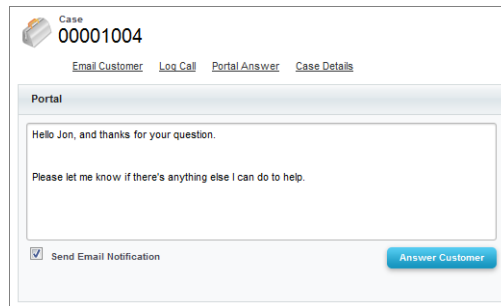 Case
00001004
Email Customer Log Call Portal Answer Case Details
Portal
Hello Jon, and thanks for your question.
Please let me know if there's anything else I can do to help.
Send Email Notification Answer Customer